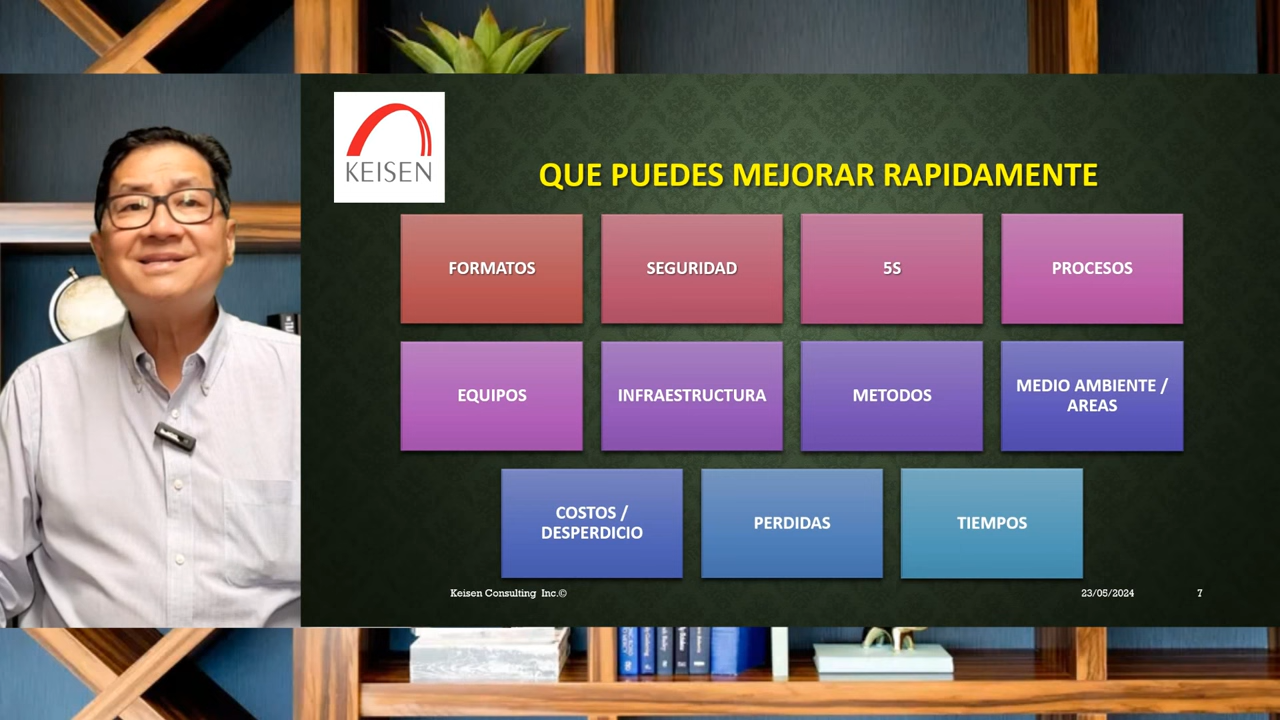 KEISEN
QUE PUEDES MEJORAR RAPIDAMENTE
FORMATOS
SEGURIDAD
5S
PROCESOS
EQUIPOS
INFRAESTRUCTURA
METODOS
MEDIO AMBIENTE /
AREAS
COSTOS /
DESPERDICIO
PERDIDAS
TIEMPOS
Keisen Consulting Inc.©
23/05/2024
7